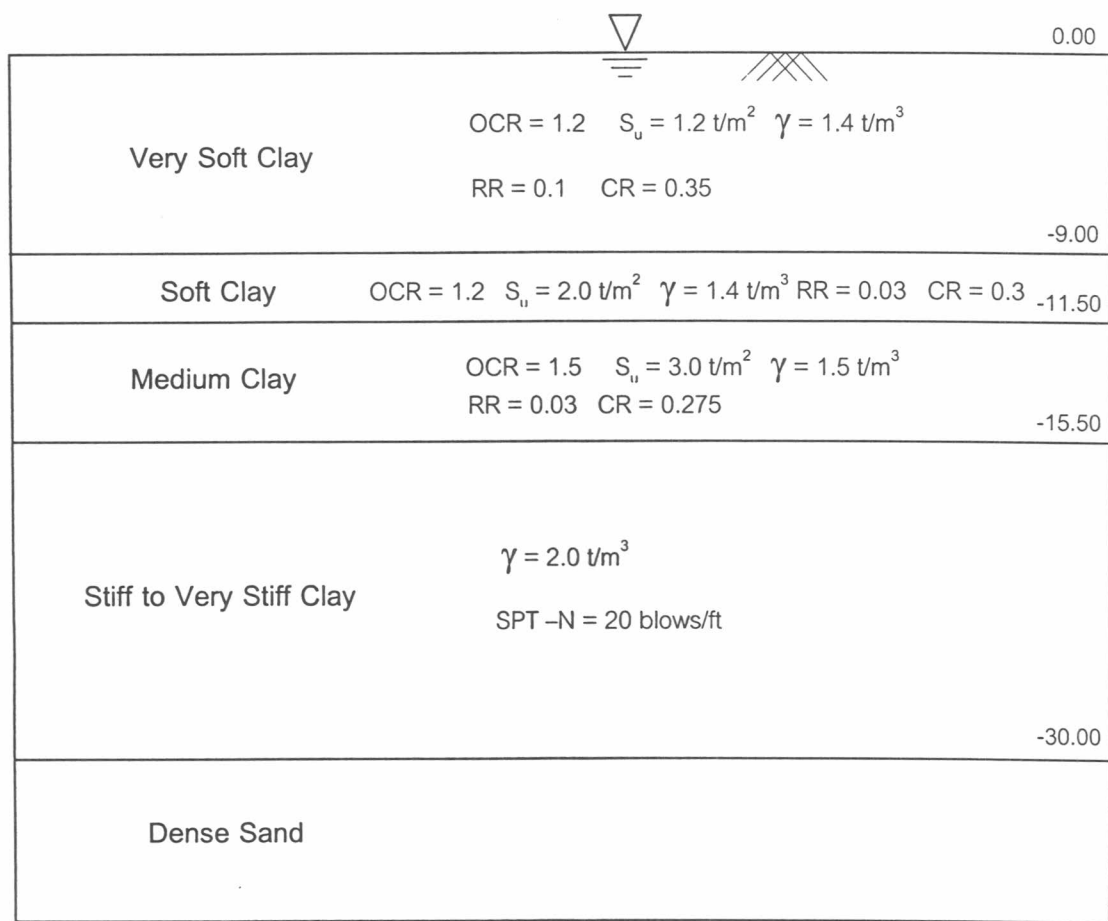 0.00
OCR = 1.2 Sᵤ = 1.2 t/m² γ = 1.4 t/m³
Very Soft Clay
RR = 0.1 CR = 0.35
-9.00
Soft Clay OCR = 1.2 Sᵤ = 2.0 t/m² γ = 1.4 t/m³ RR = 0.03 CR = 0.3 -11.50
OCR = 1.5 Sᵤ = 3.0 t/m² γ = 1.5 t/m³
Medium Clay
RR = 0.03 CR = 0.275
-15.50
γ = 2.0 t/m³
Stiff to Very Stiff Clay
SPT –N = 20 blows/ft
-30.00
Dense Sand